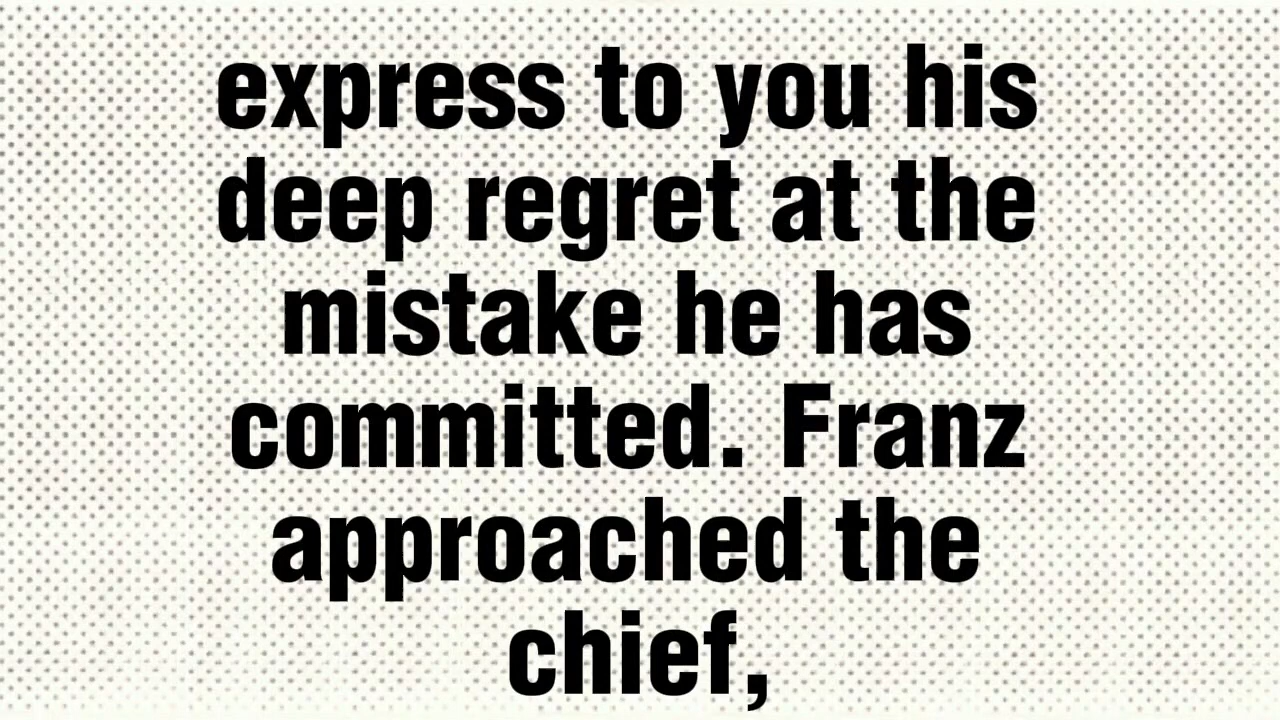 express to you his
deep regret at the
mistake he has
committed. Franz
approached the
chief,